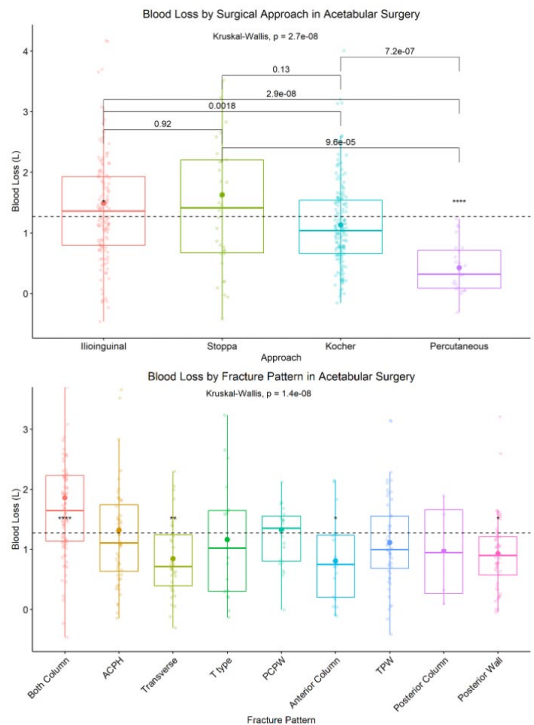 Blood Loss by Surgical Approach in Acetabular Surgery
Kruskal-Wallis, p = 2.7e-08
7.2e-07
0.13
2.9e-08
0.0018
0.92
9.6e-05
*
****
Blood Loss (L)
4
3
2
1
0
Ilioinguinal Stoppa Kocher Percutaneous
Approach
Blood Loss by Fracture Pattern in Acetabular Surgery
Kruskal-Wallis, p = 1.4e-08
**** ** * *
Blood Loss (L)
3
2
1
0
Both Column
ACPH
Transverse
T type
PCPW
Anterior Column
TPW
Posterior Column
Posterior Wall
Fracture Pattern